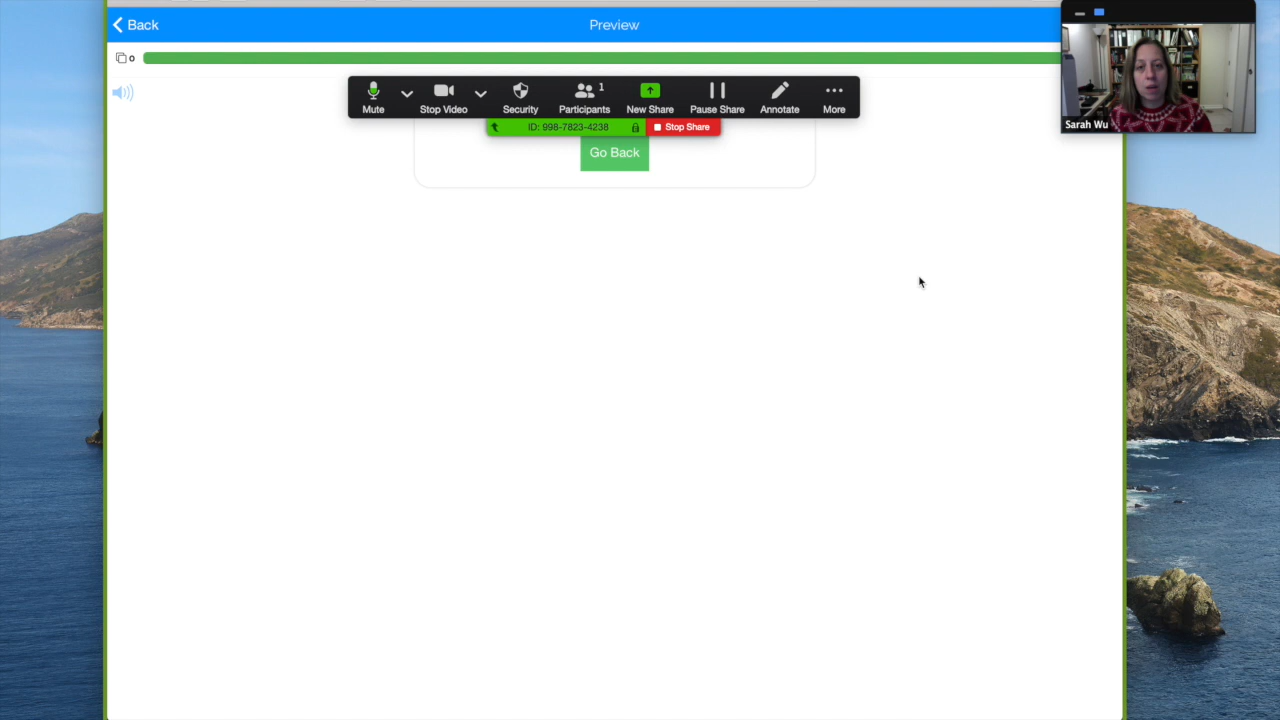 Back
Preview
0
Mute
Stop Video
Security
Participants
1
New Share
Pause Share
Annotate
More
ID: 998-7823-4238
Stop Share
Go Back
Sarah Wu